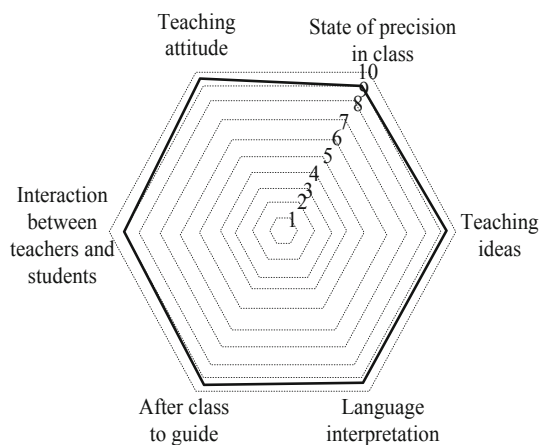 Teaching
attitude
State of precision
in class
10
9
8
7
6
5
4
3
2
1
Interaction
between
teachers and
students
Teaching
ideas
After class
to guide
Language
interpretation